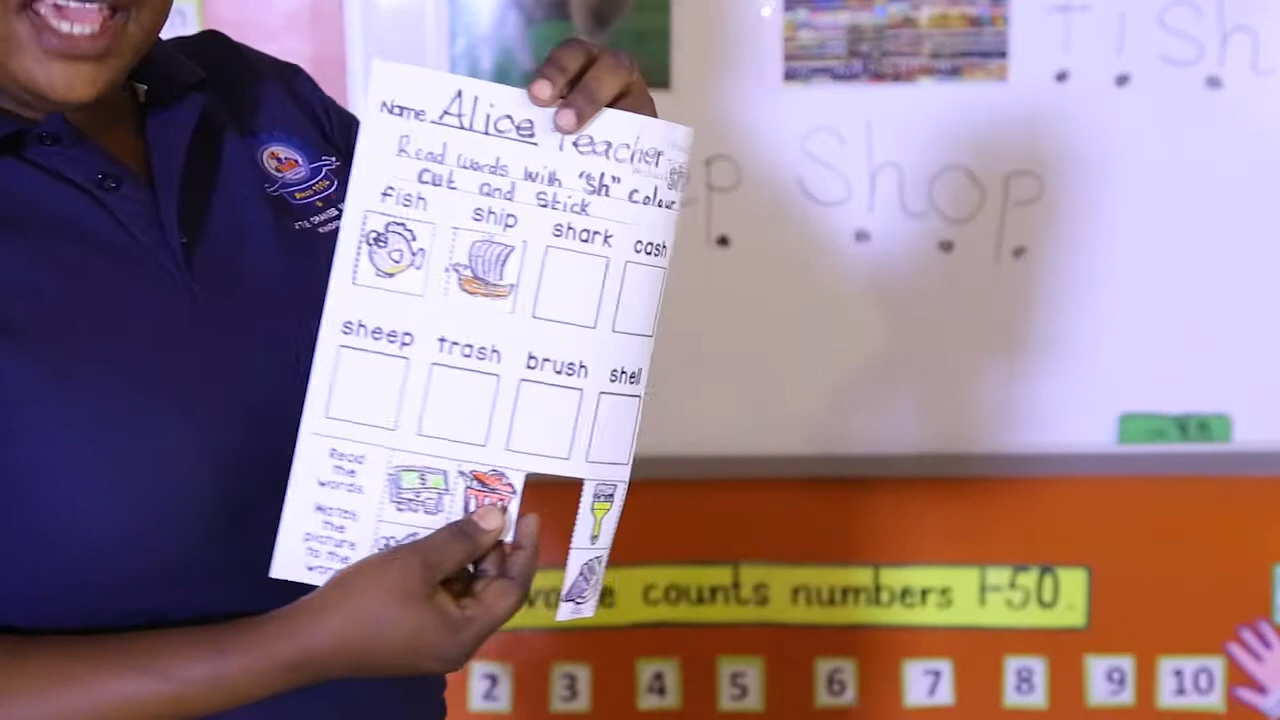 Name Alice Teacher
Read words with "sh" colour
Cut and Stick
fish ship shark cash
sheep trash brush shell
Read
the
words
Match
the
picture
to the
word
Tish
p Shop
counts numbers 1-50.
2 3 4 5 6 7 8 9 10